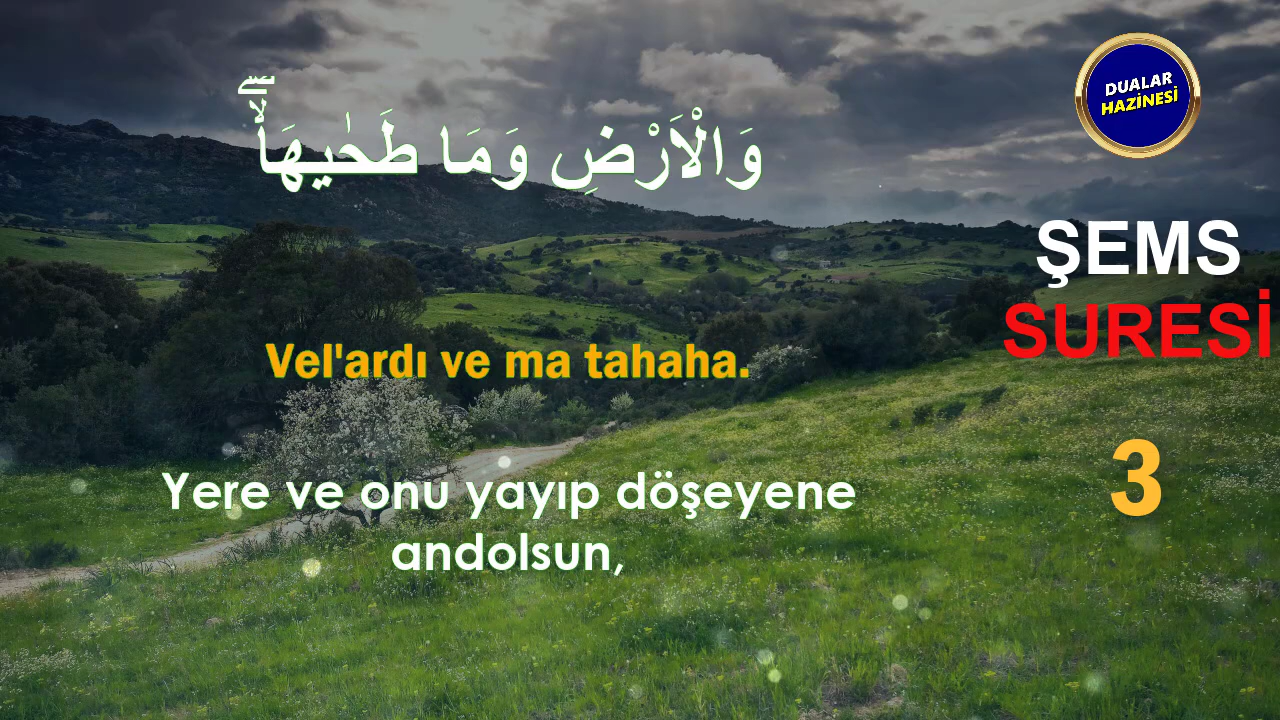 وَالْاَرْضِ وَمَا طَحٰيهَاۙۖ
Vel'ardı ve ma tahaha.
Yere ve onu yayıp döşeyene
andolsun,
DUALAR
HAZİNESİ
ŞEMS
SURESİ
3